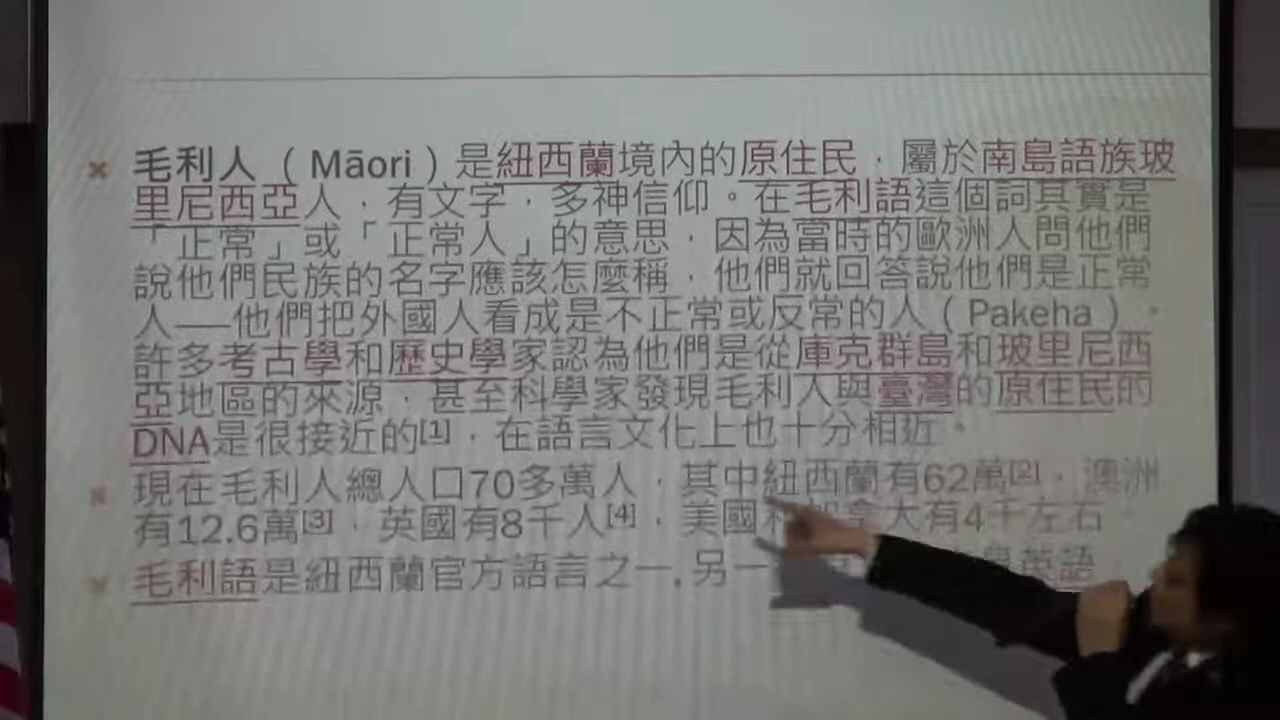 毛利人（Māori）是紐西蘭境內的原住民，屬於南島語族玻
里尼西亞人，有文字，多神信仰。在毛利語這個詞其實是
「正常」或「正常人」的意思，因為當時的歐洲人問他們
說他們民族的名字應該怎麼稱，他們就回答說他們是正常
人──他們把外國人看成是不正常或反常的人（Pakeha）。
許多考古學和歷史學家認為他們是從庫克群島和玻里尼西
亞地區的來源，甚至科學家發現毛利人與臺灣的原住民的
DNA是很接近的[1]，在語言文化上也十分相近。
現在毛利人總人口70多萬人，其中紐西蘭有62萬[2]，澳洲
有12.6萬[3]，英國有8千人[4]，美國和加拿大有4千左右
毛利語是紐西蘭官方語言之一,另一 英語